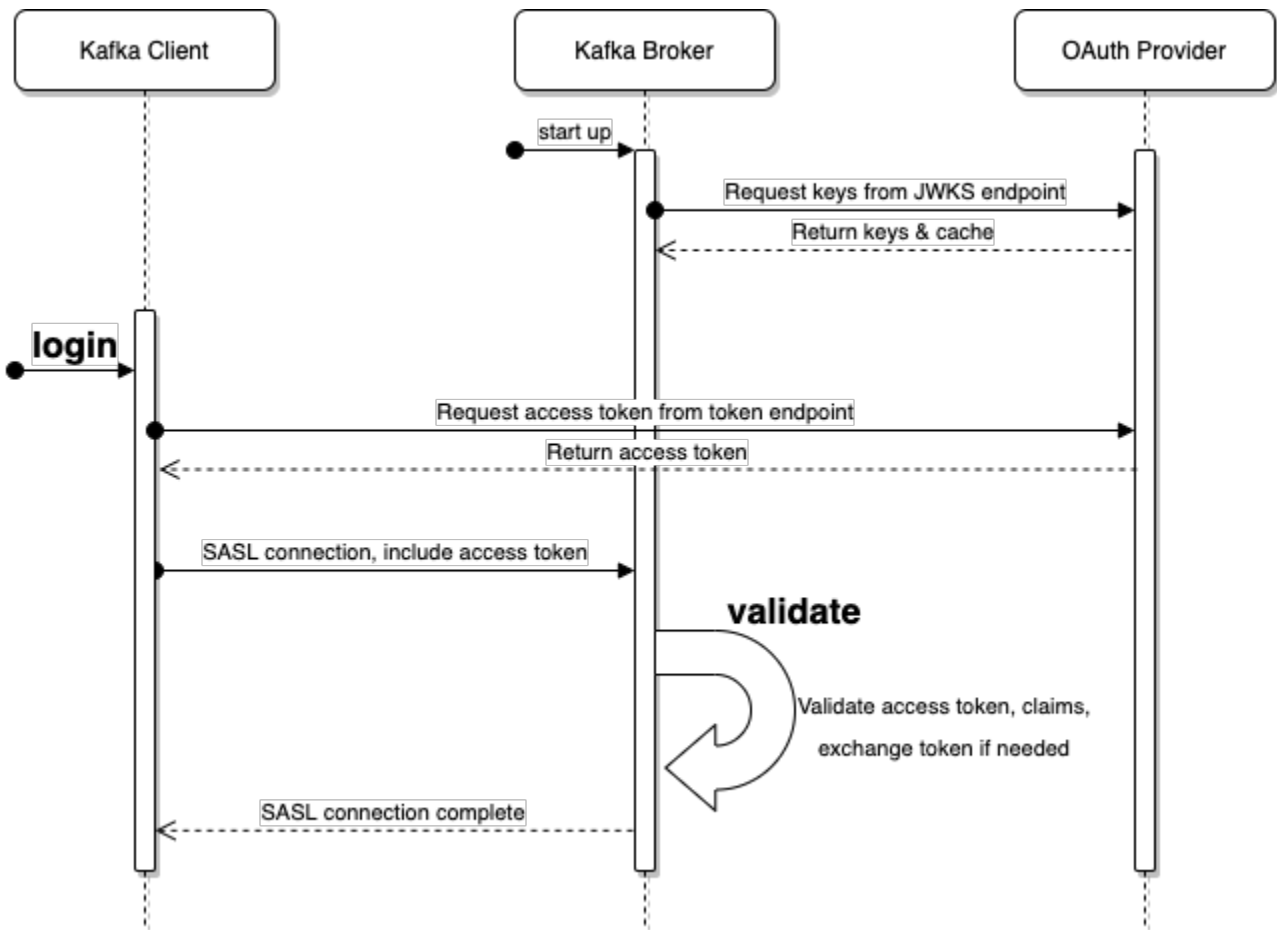 Kafka Client
Kafka Broker
OAuth Provider
start up
Request keys from JWKS endpoint
Return keys & cache
login
Request access token from token endpoint
Return access token
SASL connection, include access token
validate
Validate access token, claims,
exchange token if needed
SASL connection complete